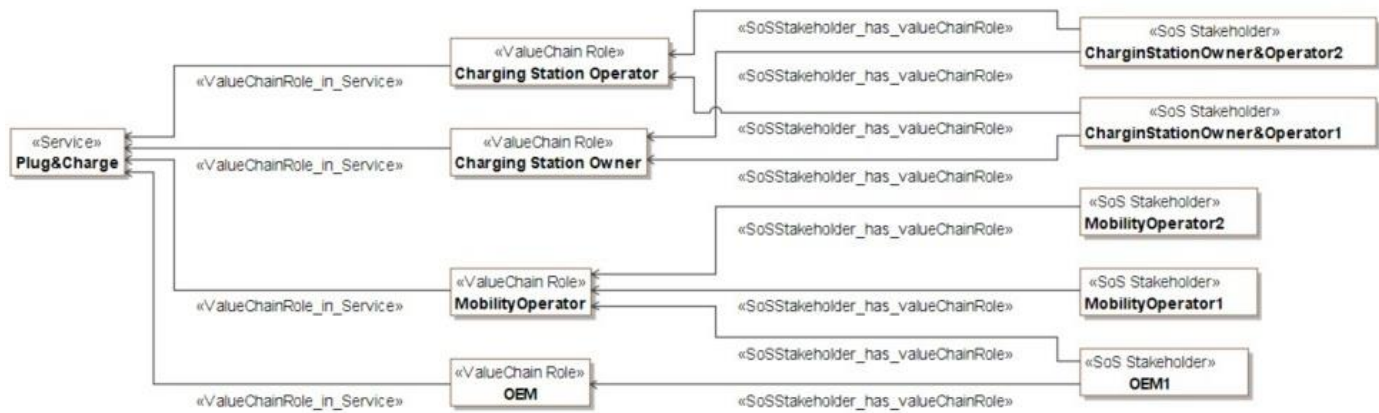 «SoSStakeholder_has_valueChainRole»
«SoS Stakeholder»
CharginStationOwner&Operator2
«ValueChain Role»
Charging Station Operator
«ValueChainRole_in_Service»
«SoSStakeholder_has_valueChainRole»
«SoS Stakeholder»
CharginStationOwner&Operator1
«SoSStakeholder_has_valueChainRole»
«Service»
Plug&Charge
«ValueChain Role»
Charging Station Owner
«ValueChainRole_in_Service»
«SoSStakeholder_has_valueChainRole»
«SoS Stakeholder»
MobilityOperator2
«SoSStakeholder_has_valueChainRole»
«ValueChain Role»
MobilityOperator
«ValueChainRole_in_Service»
«SoSStakeholder_has_valueChainRole»
«SoS Stakeholder»
MobilityOperator1
«SoSStakeholder_has_valueChainRole»
«SoS Stakeholder»
OEM1
«ValueChain Role»
OEM
«ValueChainRole_in_Service»
«SoSStakeholder_has_valueChainRole»